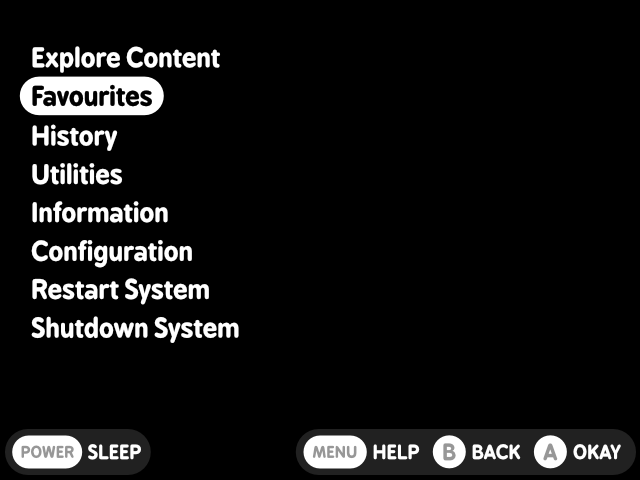 Explore Content
Favourites
History
Utilities
Information
Configuration
Restart System
Shutdown System
POWER SLEEP MENU HELP B BACK A OKAY